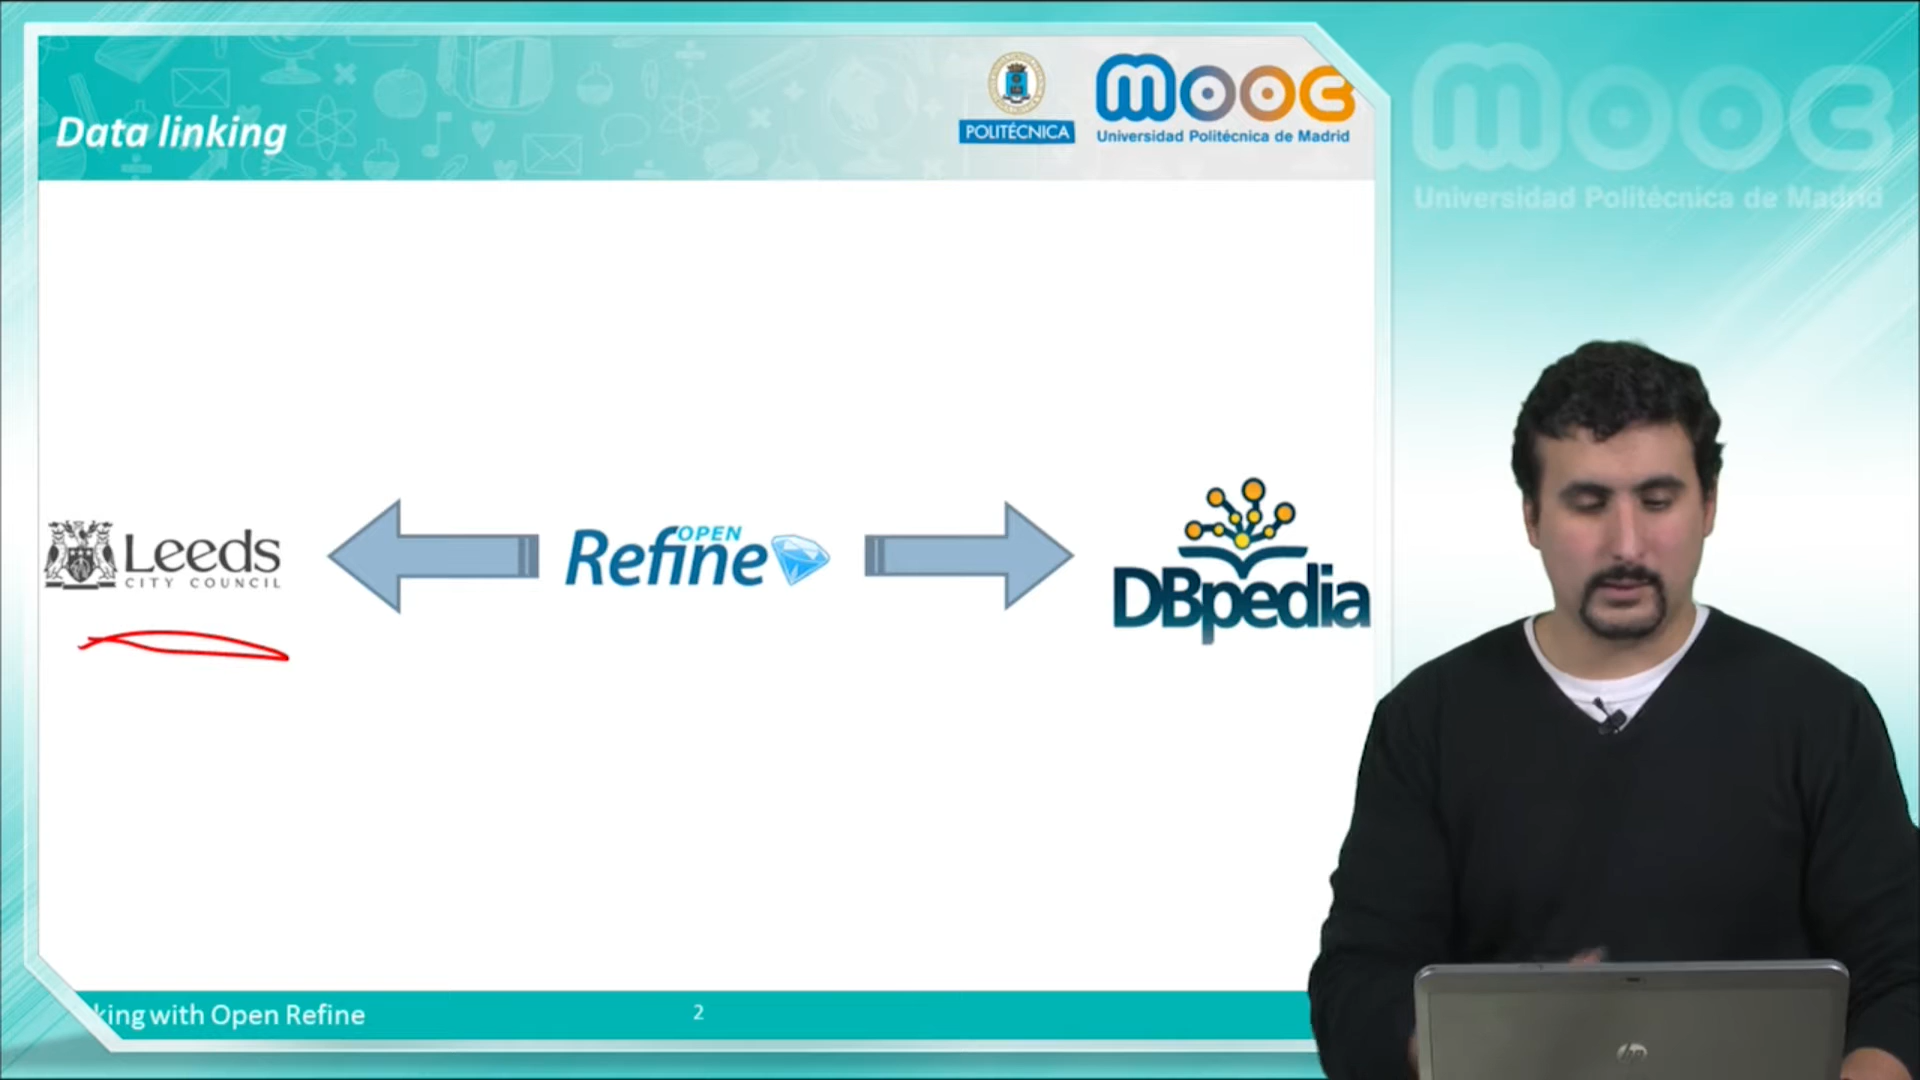 Data linking
POLITÉCNICA
mooc
Universidad Politécnica de Madrid
mooc
Universidad Politécnica de Madrid
Leeds
CITY COUNCIL
OPEN
Refine
DBpedia
king with Open Refine
2
hp